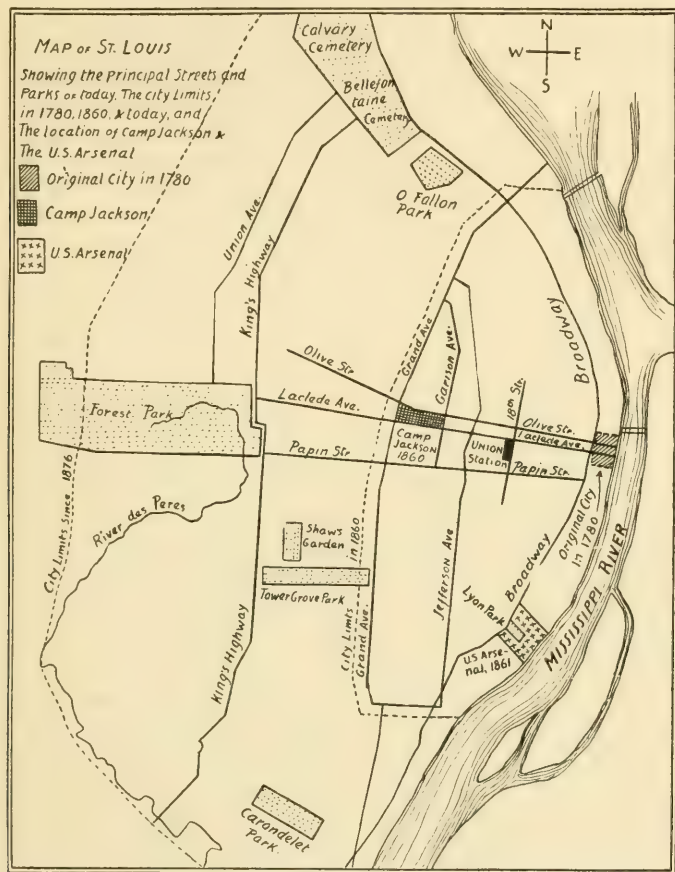 MAP OF ST. LOUIS
Showing the Principal Streets and
Parks of today, The city Limits,
in 1780, 1860, & today, and
The location of Camp Jackson &
The U.S. Arsenal
Original City in 1780
Camp Jackson,
U.S. Arsenal
N
W E
S
Calvary
Cemetery
Bellefon
taine
Cemetery
O Fallon
Park
Union Ave.
King's Highway
Grand Ave.
Garrison Ave.
Broadway
18th Str.
Olive Str
Laclede Ave.
Olive Str.
Laclede Ave.
Forest Park
CAMP
JACKSON
1860
UNION
STATION
Papin Str
Papin Str.
Original City
in 1780
City Limits Since 1876
River des Peres
Shaw's
Garden
Tower Grove Park
City Limits in 1860
Grand Ave.
Jefferson Ave
Broadway
Lyon Park
U.S. Arse-
nal, 1861
MISSISSIPPI RIVER
King's Highway
Carondelet
Park.